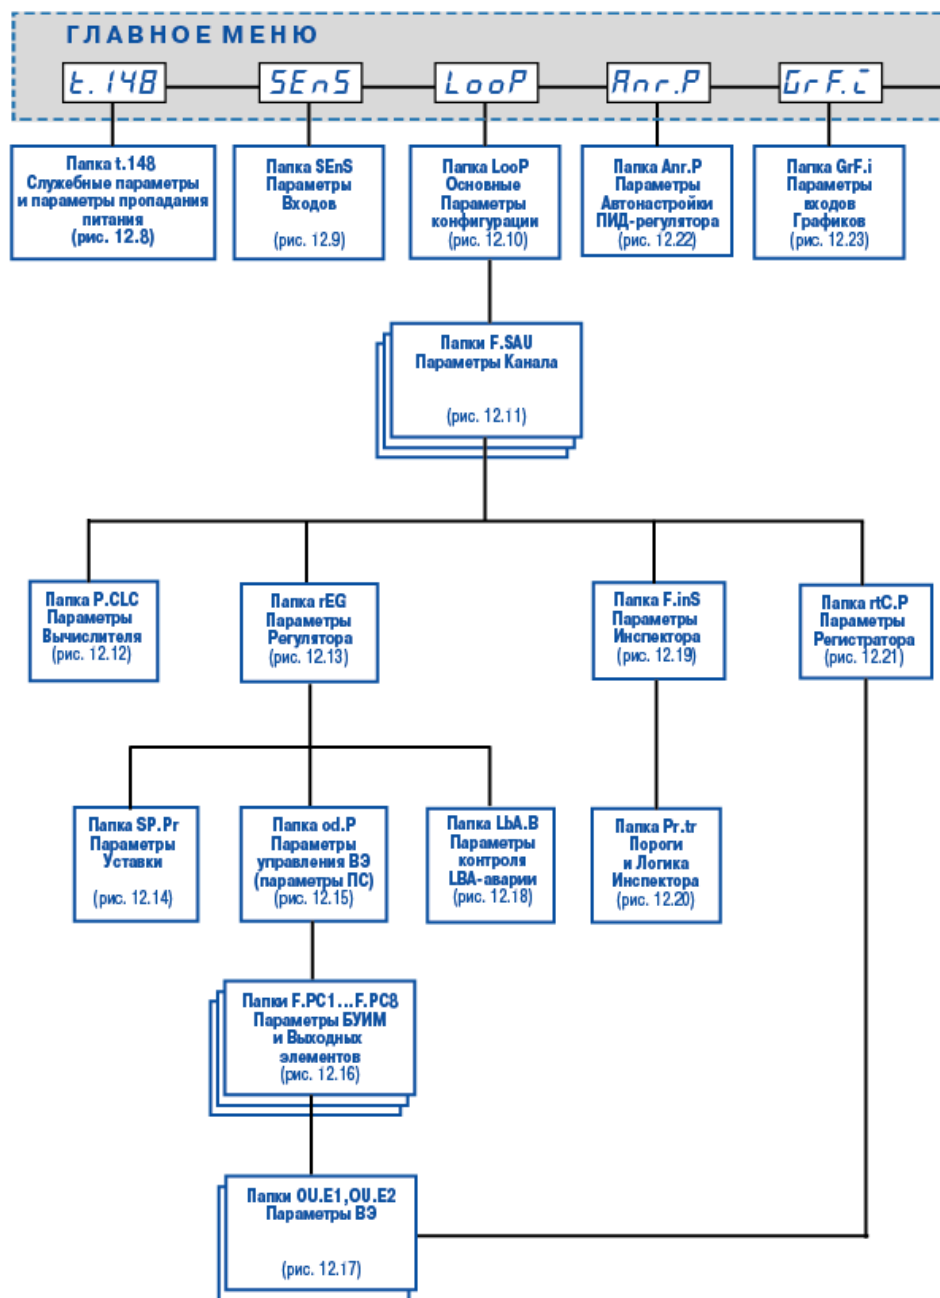 ГЛАВНОЕ МЕНЮ
t.148
SEnS
LooP
Anr.P
GrF.i
Папка t.148
Служебные параметры
и параметры пропадания
питания
(рис. 12.8)
Папка SEnS
Параметры
Входов
(рис. 12.9)
Папка LooP
Основные
Параметры
конфигурации
(рис. 12.10)
Папка Anr.P
Параметры
Автонастройки
ПИД-регулятора
(рис. 12.22)
Папка GrF.i
Параметры
входов
Графиков
(рис. 12.23)
Папки F.SAU
Параметры Канала
(рис. 12.11)
Папка P.CLC
Параметры
Вычислителя
(рис. 12.12)
Папка rEG
Параметры
Регулятора
(рис. 12.13)
Папка F.inS
Параметры
Инспектора
(рис. 12.19)
Папка rtC.P
Параметры
Регистратора
(рис. 12.21)
Папка SP.Pr
Параметры
Уставки
(рис. 12.14)
Папка od.P
Параметры
управления ВЭ
(параметры ПС)
(рис. 12.15)
Папка LbA.B
Параметры
контроля
LBA-аварии
(рис. 12.18)
Папка Pr.tr
Пороги
и Логика
Инспектора
(рис. 12.20)
Папки F.PC1...F.PC8
Параметры БУИМ
и Выходных
элементов
(рис. 12.16)
Папки OU.E1,OU.E2
Параметры ВЭ
(рис. 12.17)